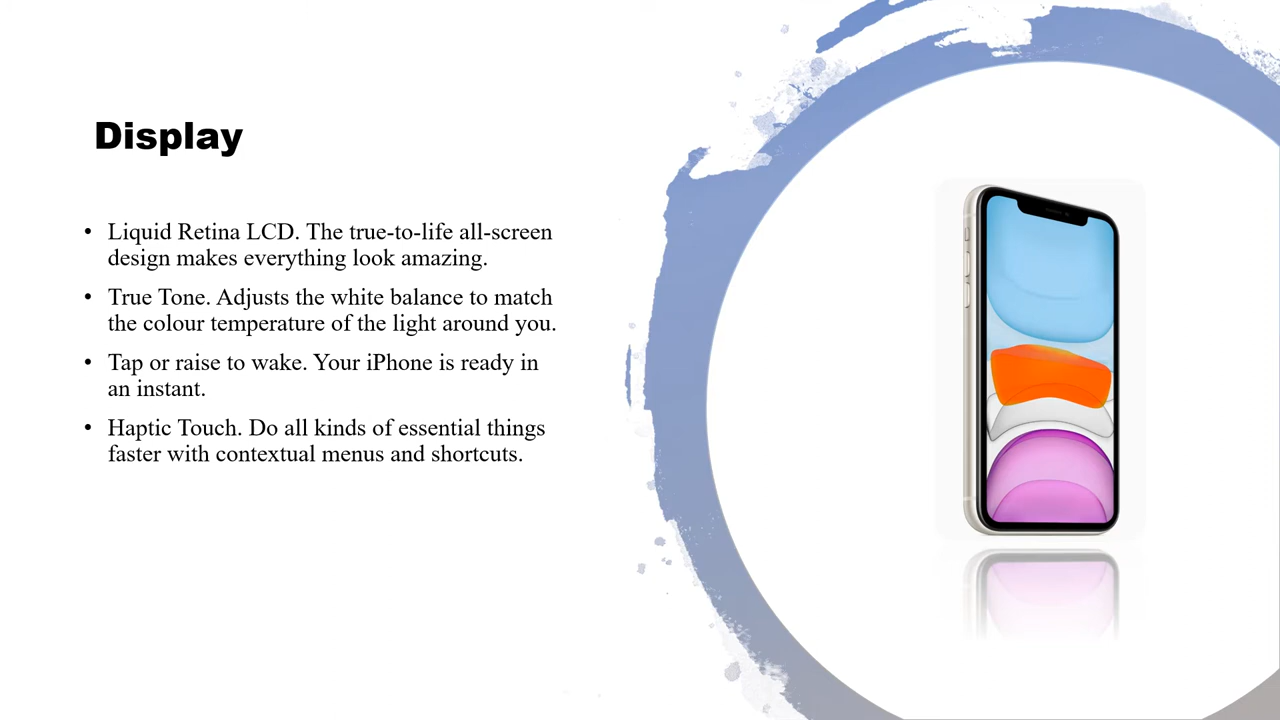 Display
• Liquid Retina LCD. The true-to-life all-screen
design makes everything look amazing.
• True Tone. Adjusts the white balance to match
the colour temperature of the light around you.
• Tap or raise to wake. Your iPhone is ready in
an instant.
• Haptic Touch. Do all kinds of essential things
faster with contextual menus and shortcuts.